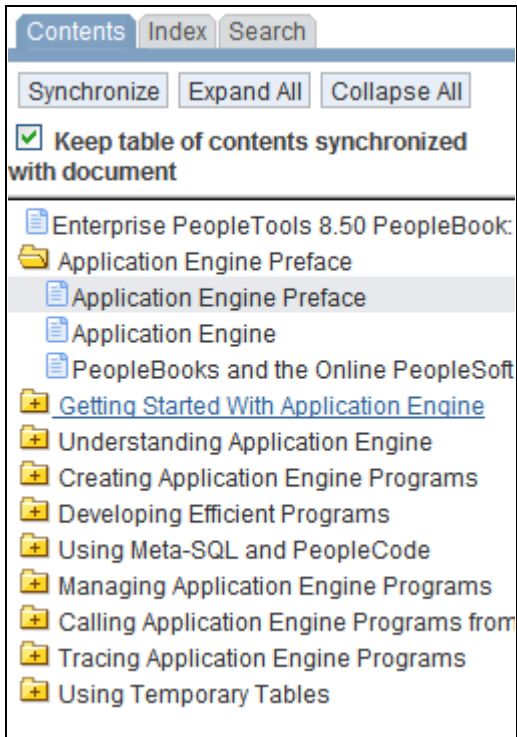 Contents Index Search
Synchronize Expand All Collapse All
Keep table of contents synchronized
with document
Enterprise PeopleTools 8.50 PeopleBook:
Application Engine Preface
Application Engine Preface
Application Engine
PeopleBooks and the Online PeopleSoft
Getting Started With Application Engine
Understanding Application Engine
Creating Application Engine Programs
Developing Efficient Programs
Using Meta-SQL and PeopleCode
Managing Application Engine Programs
Calling Application Engine Programs from
Tracing Application Engine Programs
Using Temporary Tables